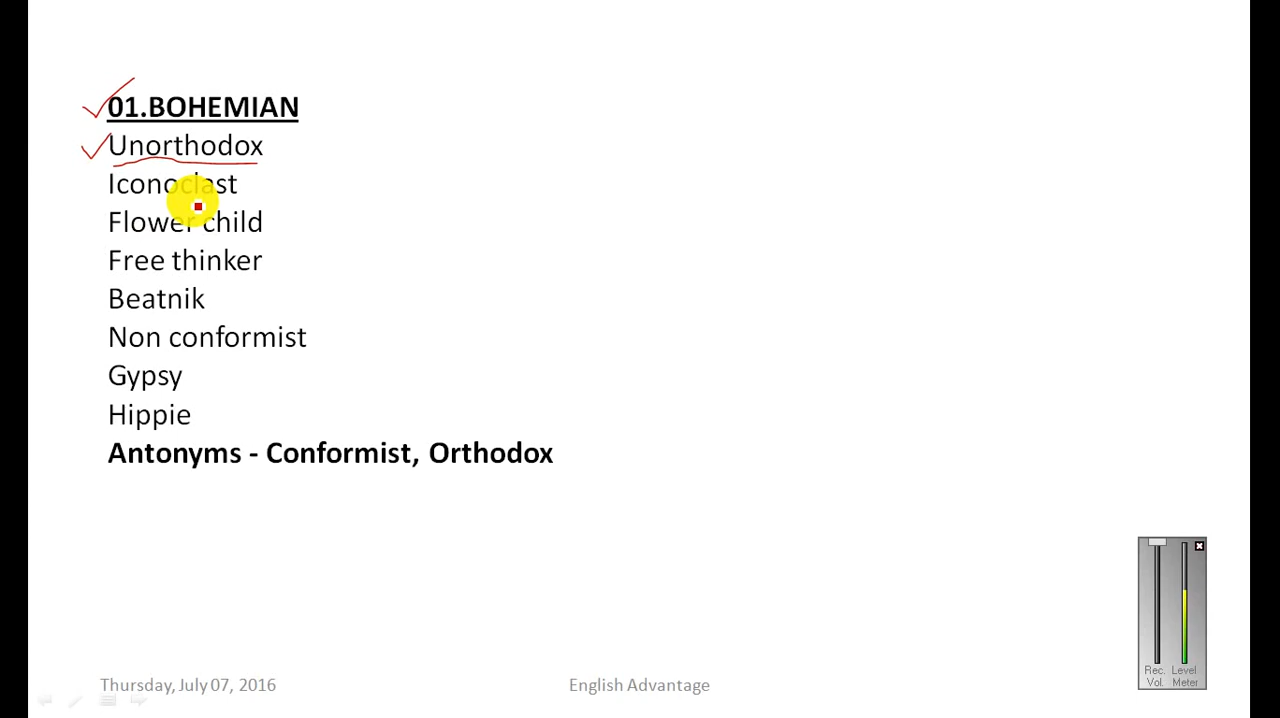 01.BOHEMIAN
Unorthodox
Iconoclast
Flower child
Free thinker
Beatnik
Non conformist
Gypsy
Hippie
Antonyms - Conformist, Orthodox
Rec. Level
Vol. Meter
Thursday, July 07, 2016 English Advantage